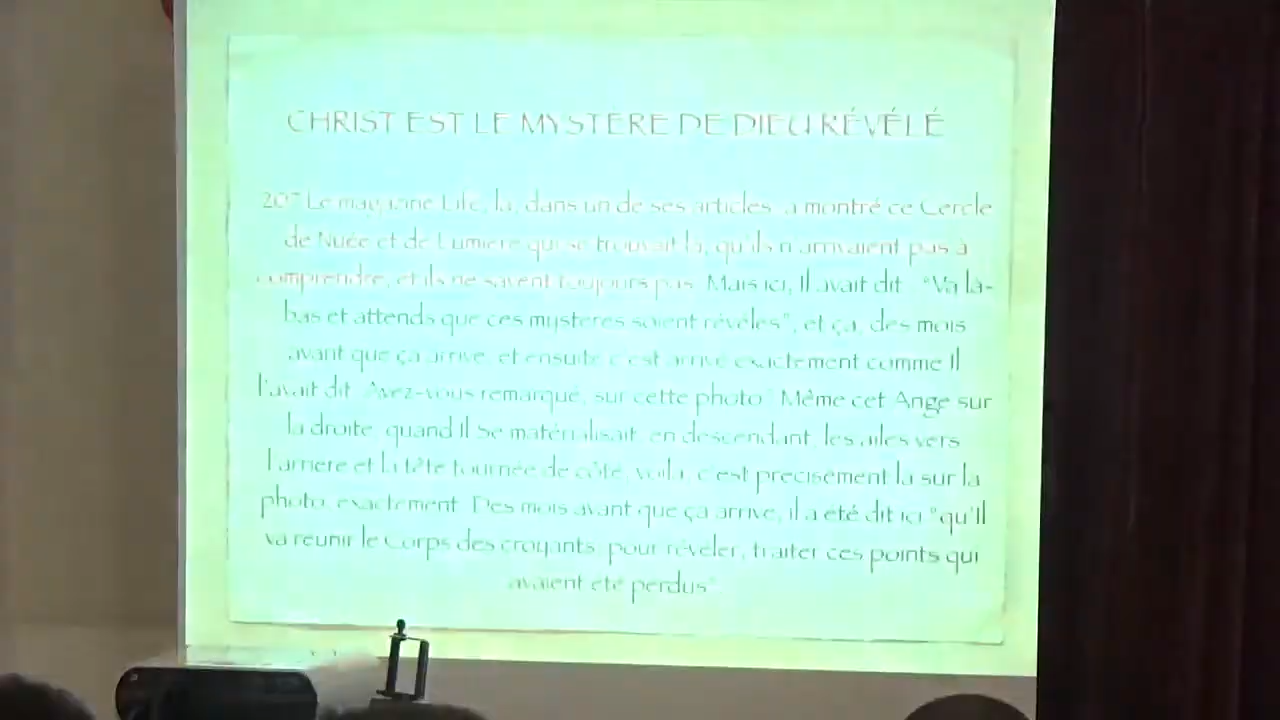 CHRIST EST LE MYSTÈRE DE DIEU RÉVÉLÉ
207 Le magazine Life, là, dans un de ses articles, a montré ce Cercle
de Nuée et de Lumière qui se trouvait là, qu'ils n'arrivaient pas à
comprendre, et ils ne savent toujours pas. Mais ici, Il avait dit : "Va là-
bas et attends que ces mystères soient révélés", et ça, des mois
avant que ça arrive, et ensuite c'est arrivé exactement comme Il
l'avait dit. Avez-vous remarqué, sur cette photo? Même cet Ange sur
la droite, quand Il Se matérialisait, en descendant, les ailes vers
l'arrière et la tête tournée de côté, voilà, c'est précisément là sur la
photo, exactement. Des mois avant que ça arrive, il a été dit ici "qu'Il
va réunir le Corps des croyants, pour révéler, traiter ces points qui
avaient été perdus".